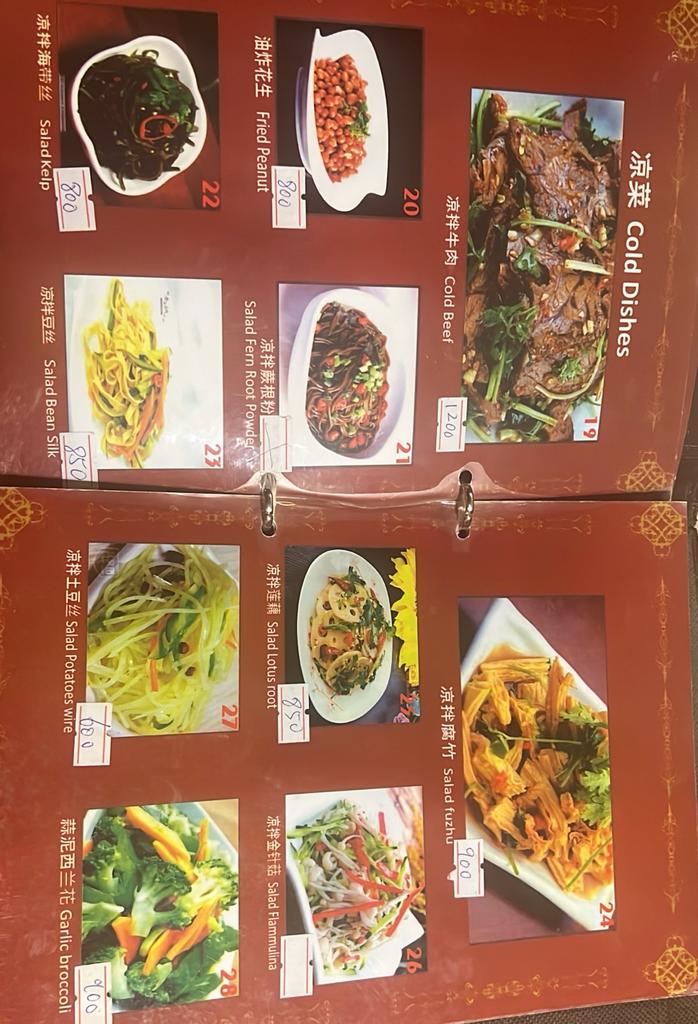 凉菜 Cold Dishes
19
凉拌牛肉 Cold Beef
1200
20
油炸花生 Fried Peanut
800
21
凉拌蕨根粉
Salad Fern Root Powder
22
凉拌海带丝 Salad Kelp
800
23
凉拌豆丝 Salad Bean Silk
850
24
凉拌腐竹 Salad fuzhu
900
凉拌莲藕 Salad Lotus root
850
26
凉拌金针菇 Salad Flammulina
27
凉拌土豆丝 Salad Potatoes wire
600
28
蒜泥西兰花 Garlic broccoli
900